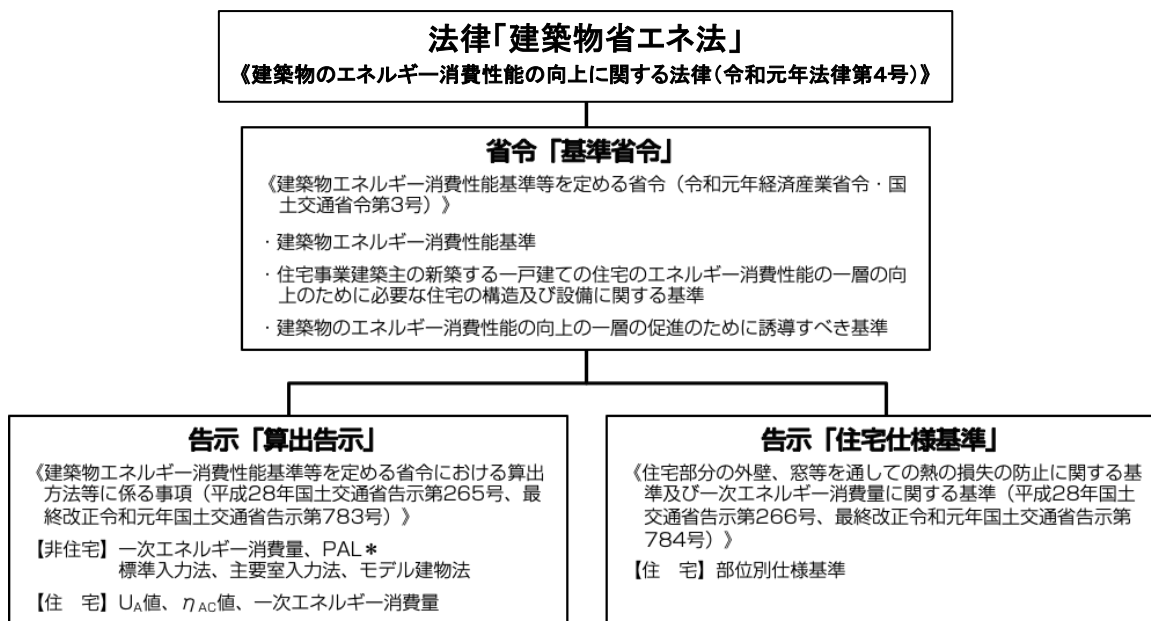 法律「建築物省エネ法」
《建築物のエネルギー消費性能の向上に関する法律(令和元年法律第4号)》
省令「基準省令」
《建築物エネルギー消費性能基準等を定める省令（令和元年経済産業省令・国
土交通省令第3号）》
・建築物エネルギー消費性能基準
・住宅事業建築主の新築する一戸建ての住宅のエネルギー消費性能の一層の向
上のために必要な住宅の構造及び設備に関する基準
・建築物のエネルギー消費性能の向上の一層の促進のために誘導すべき基準
告示「算出告示」
《建築物エネルギー消費性能基準等を定める省令における算出
方法等に係る事項（平成28年国土交通省告示第265号、最
終改正令和元年国土交通省告示第783号）》
【非住宅】一次エネルギー消費量、PAL＊
標準入力法、主要室入力法、モデル建物法
【住　宅】UA値、ηAC値、一次エネルギー消費量
告示「住宅仕様基準」
《住宅部分の外壁、窓等を通しての熱の損失の防止に関する基
準及び一次エネルギー消費量に関する基準（平成28年国土
交通省告示第266号、最終改正令和元年国土交通省告示第
784号）》
【住　宅】部位別仕様基準